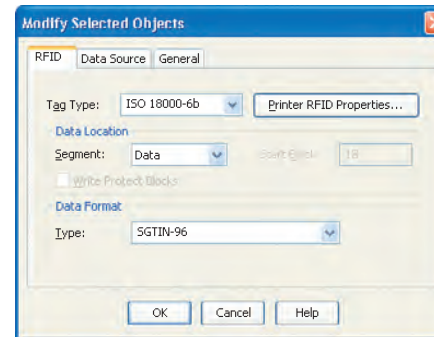 Modify Selected Objects
RFID Data Source General
Tag Type: ISO 18000-6b Printer RFID Properties...
Data Location
Segment: Data Start Block: 18
Write Protect Blocks
Data Format
Type: SGTIN-96
OK Cancel Help